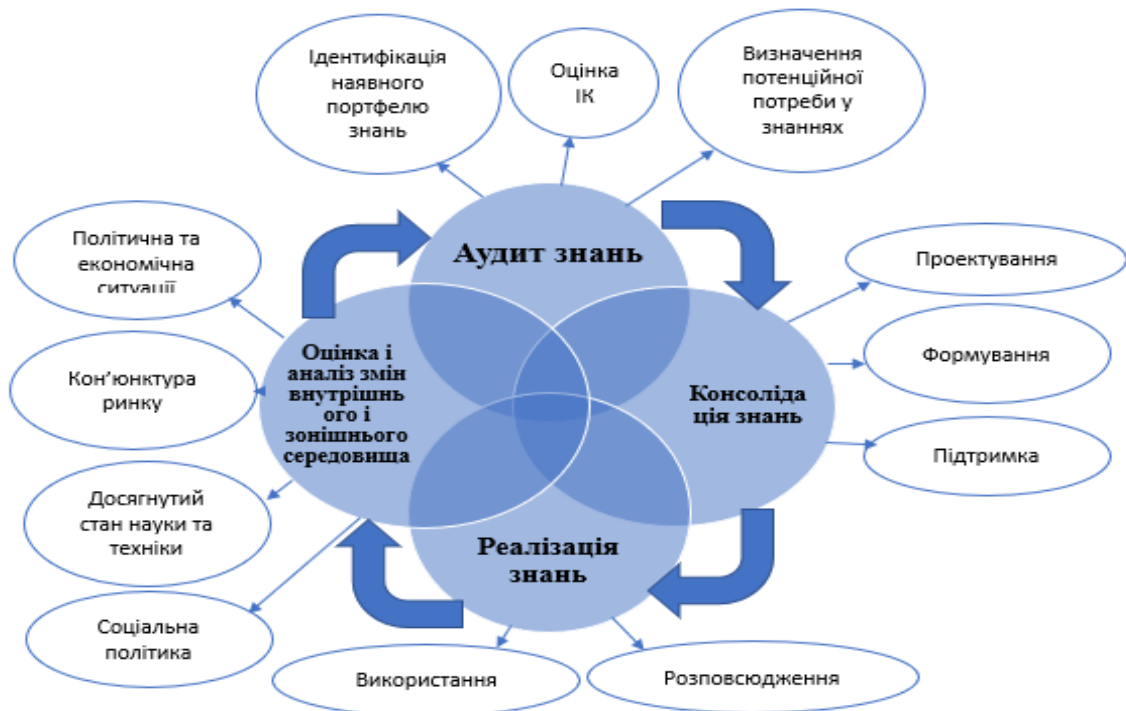 Ідентифікація
наявного
портфелю
знань
Оцінка
ІК
Визначення
потенційної
потреби у
знаннях
Політична та
економічна
ситуації
Аудит знань
Проектування
Кон’юнктура
ринку
Оцінка і
аналіз змін
внутрішнь
ого і
зонішнього
середовища
Консоліда
ція знань
Формування
Підтримка
Досягнутий
стан науки та
техніки
Реалізація
знань
Соціальна
політика
Використання
Розповсюдження